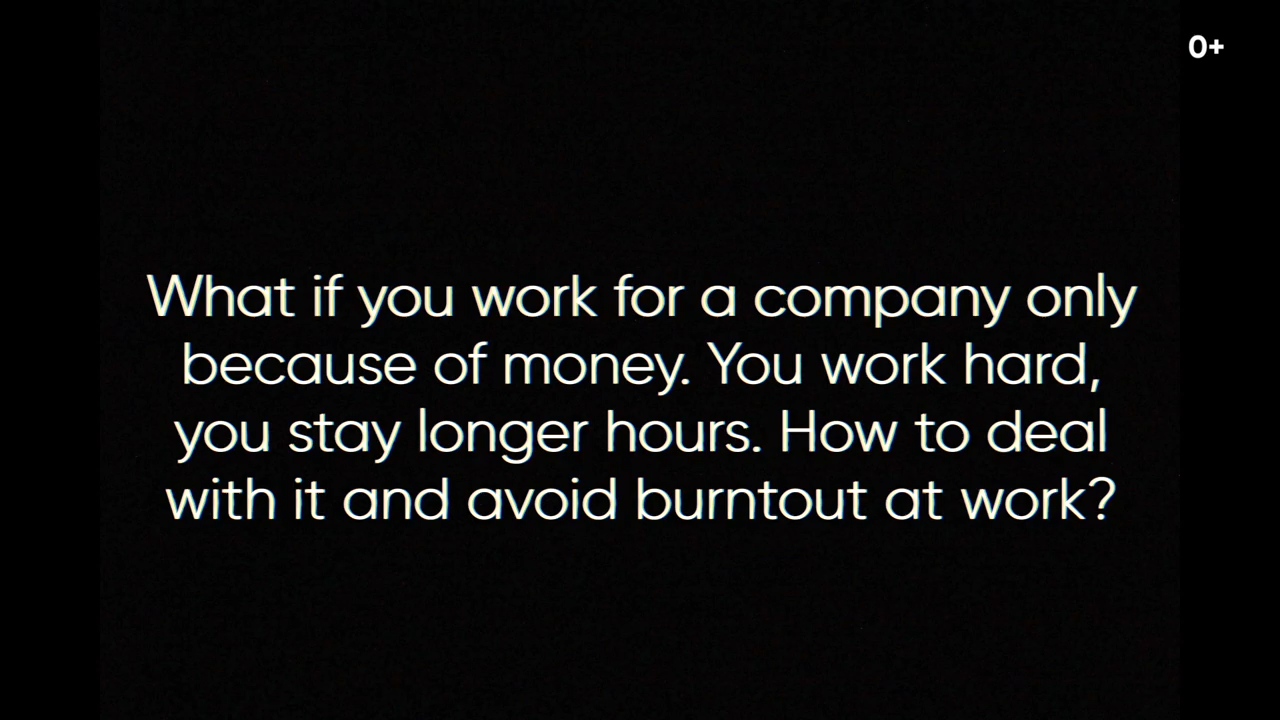 0+
What if you work for a company only
because of money. You work hard,
you stay longer hours. How to deal
with it and avoid burntout at work?